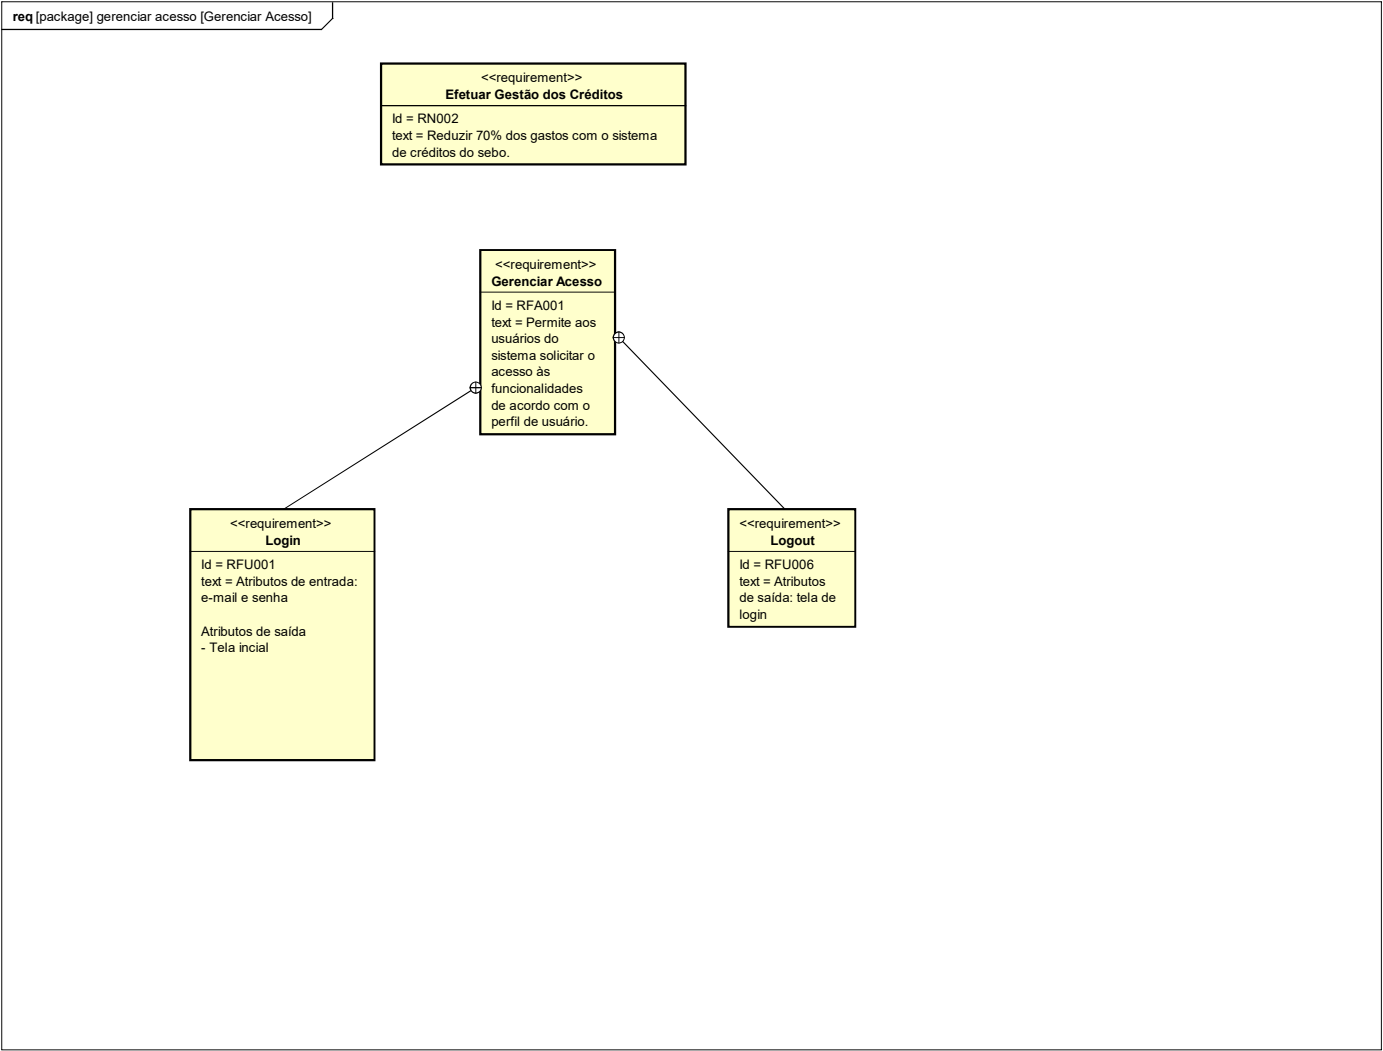 req [package] gerenciar acesso [Gerenciar Acesso]
<<requirement>>
Efetuar Gestão dos Créditos
Id = RN002
text = Reduzir 70% dos gastos com o sistema
de créditos do sebo.
<<requirement>>
Gerenciar Acesso
Id = RFA001
text = Permite aos
usuários do
sistema solicitar o
acesso às
funcionalidades
de acordo com o
perfil de usuário.
<<requirement>>
Login
Id = RFU001
text = Atributos de entrada:
e-mail e senha
Atributos de saída
- Tela incial
<<requirement>>
Logout
Id = RFU006
text = Atributos
de saída: tela de
login